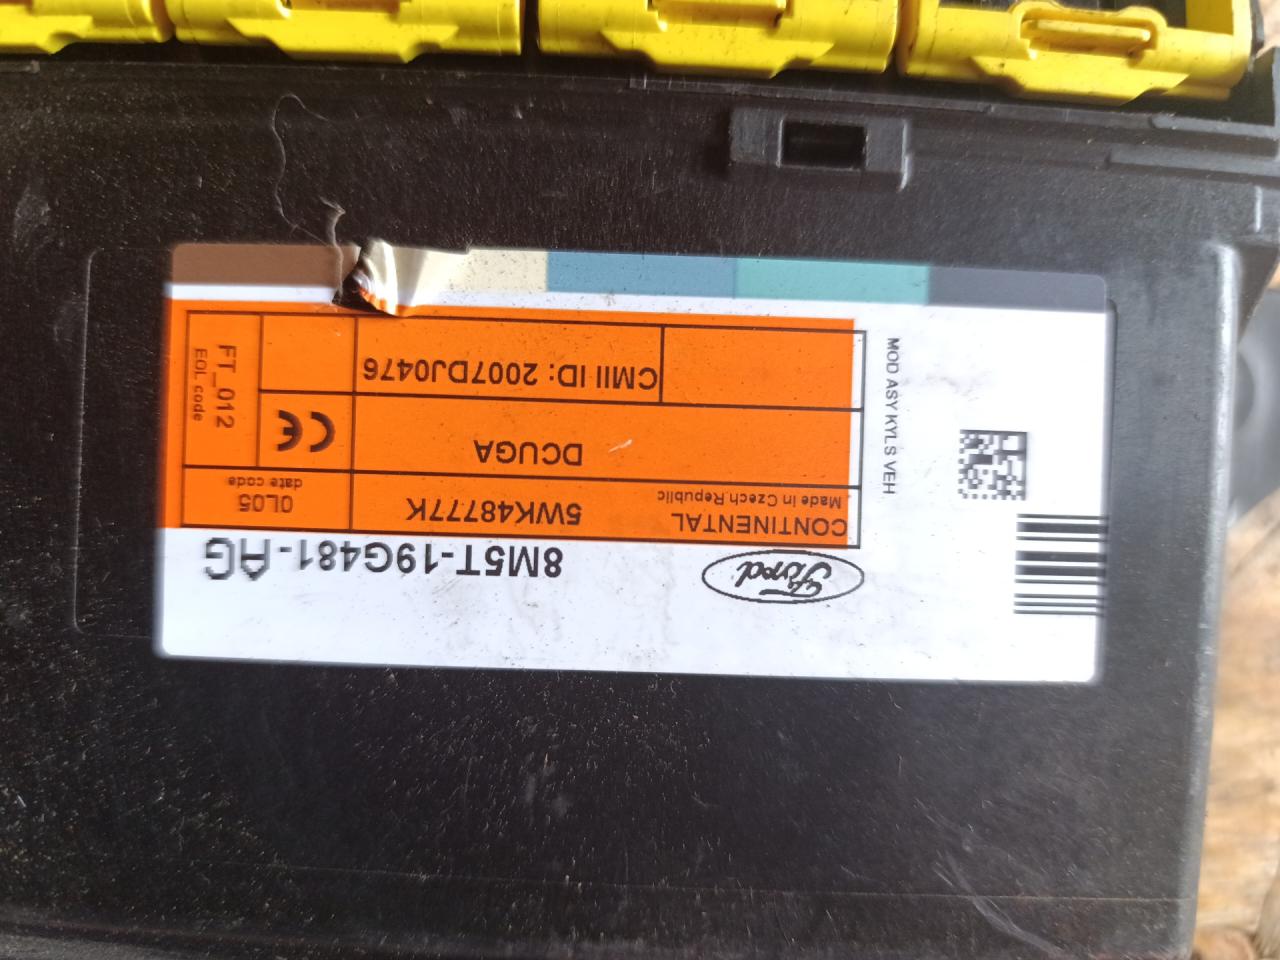 Ford
8M5T-19G481-AG
CONTINENTAL
Made in Czech Republic
5WK48777K
0L05
date code
DCUGA
CE
FT_012
EOL code
CMII ID: 2007DJ0476
MOD ASY KYLS VEH